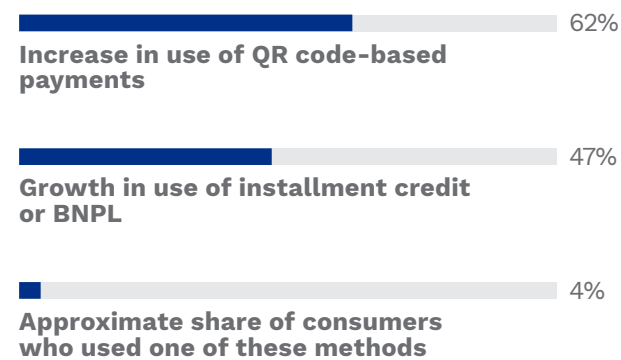 62%
Increase in use of QR code-based
payments
47%
Growth in use of installment credit
or BNPL
4%
Approximate share of consumers
who used one of these methods